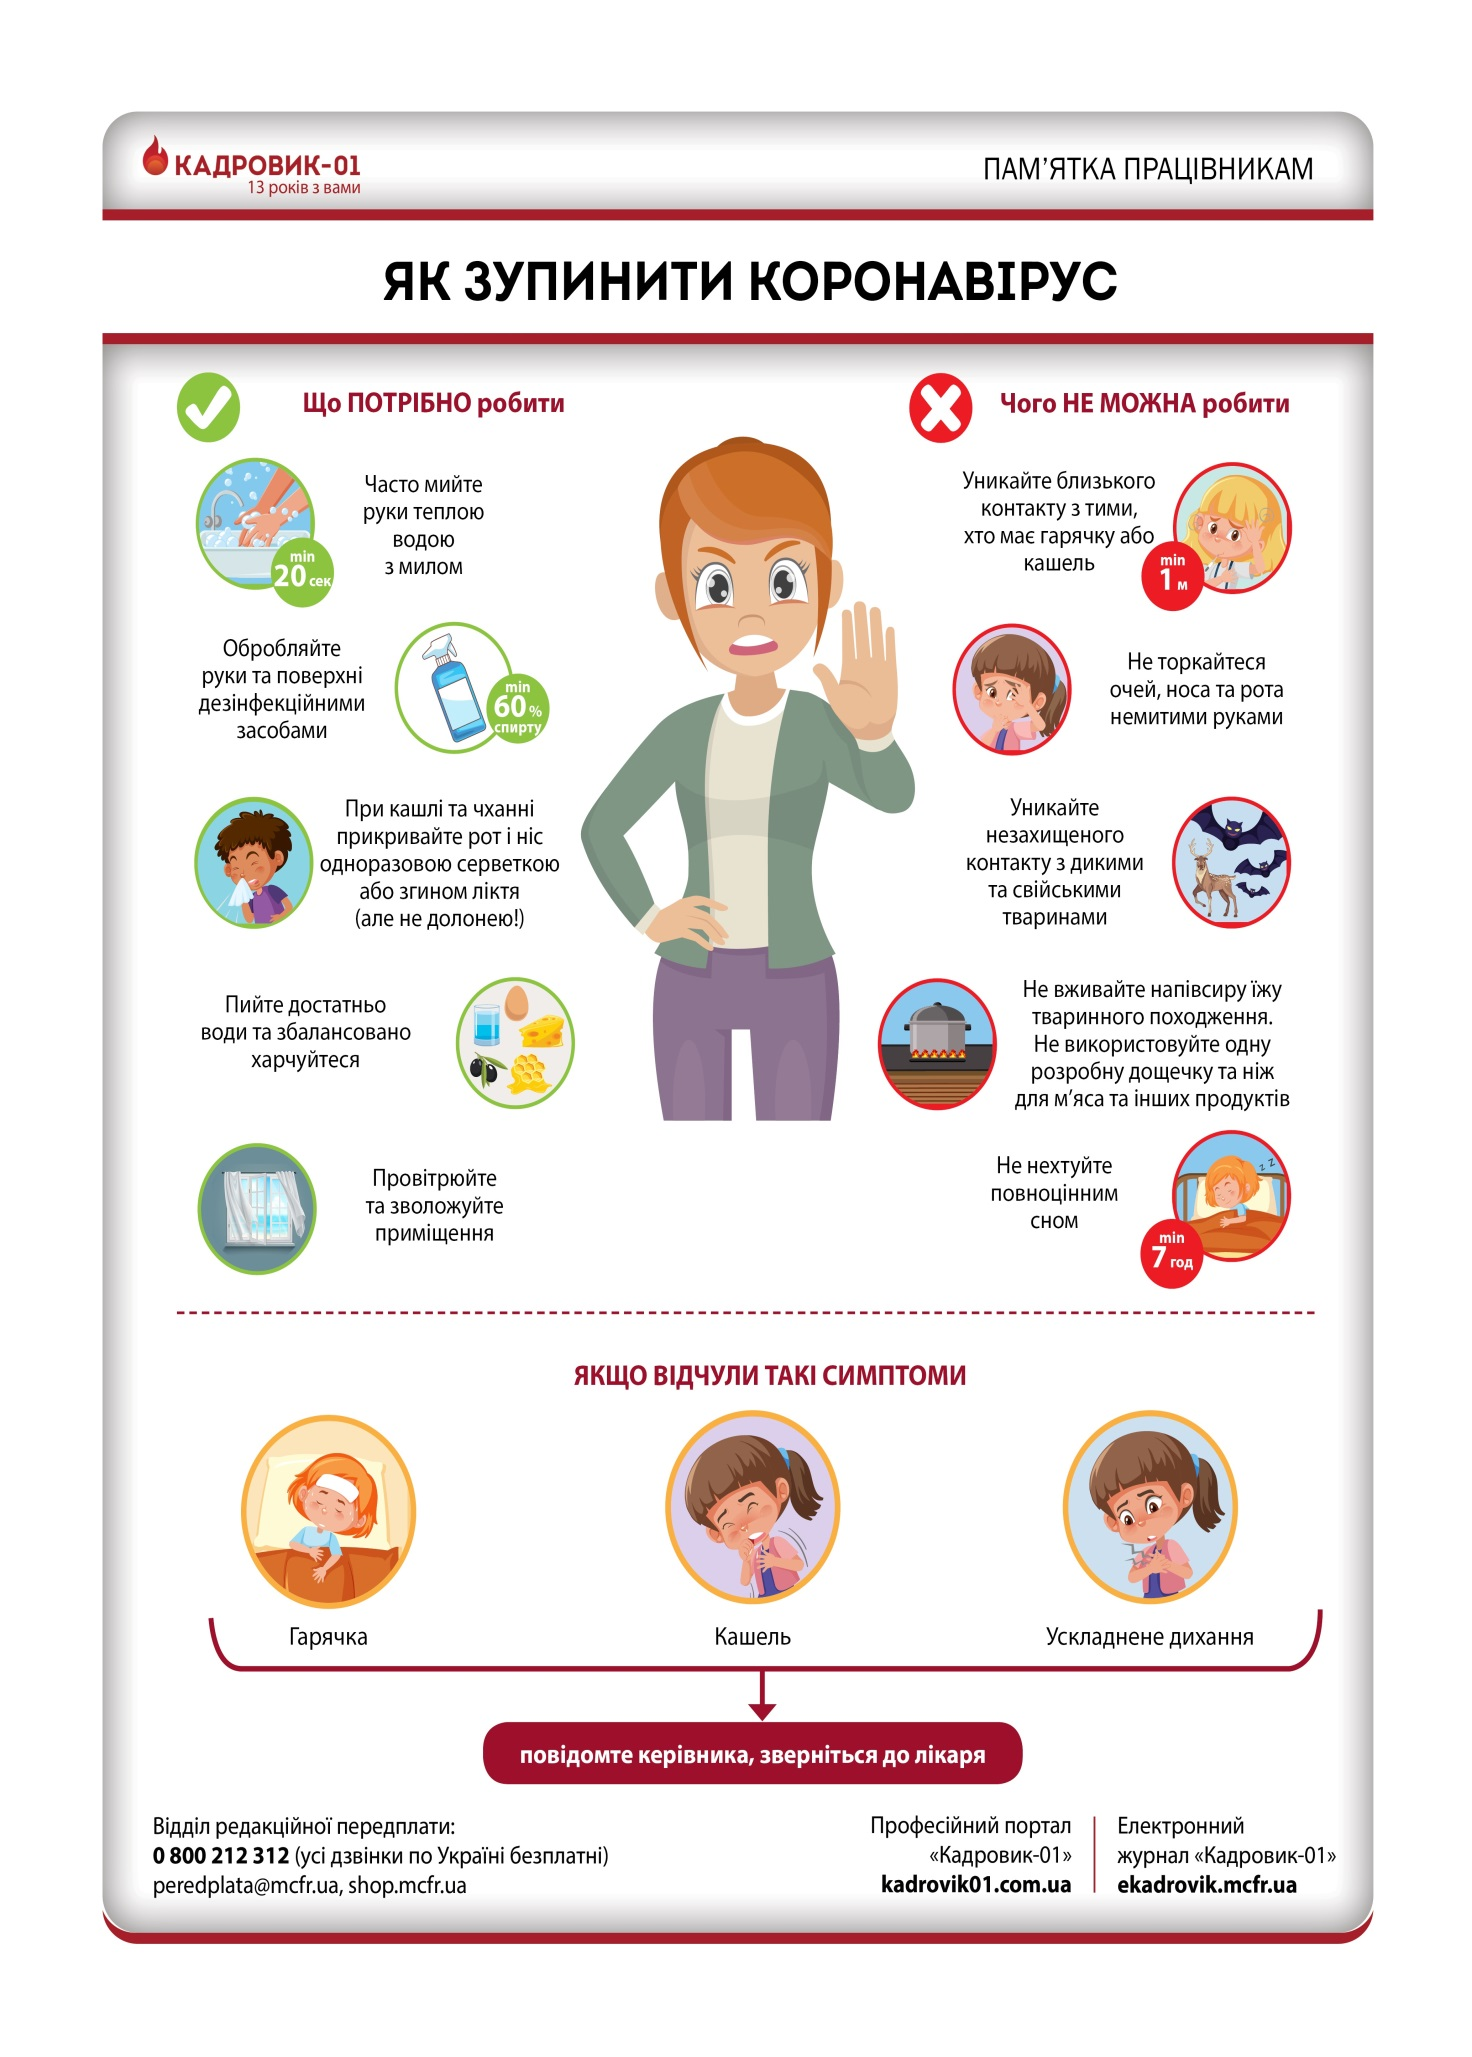 КАДРОВИК-01
13 років з вами
ПАМ’ЯТКА ПРАЦІВНИКАМ
ЯК ЗУПИНИТИ КОРОНАВІРУС
Що ПОТРІБНО робити
Часто мийте
руки теплою
водою
з милом
min
20 сек
Обробляйте
руки та поверхні
дезінфекційними
засобами
min
60 %
спирту
При кашлі та чханні
прикривайте рот і ніс
одноразовою серветкою
або згином ліктя
(але не долонею!)
Пийте достатньо
води та збалансовано
харчуйтеся
Провітрюйте
та зволожуйте
приміщення
Чого НЕ МОЖНА робити
Уникайте близького
контакту з тими,
хто має гарячку або
кашель
min
1 м
Не торкайтеся
очей, носа та рота
немитими руками
Уникайте
незахищеного
контакту з дикими
та свійськими
тваринами
Не вживайте напівсиру їжу
тваринного походження.
Не використовуйте одну
розробну дощечку та ніж
для м’яса та інших продуктів
Не нехтуйте
повноцінним
сном
z z
min
7 год
ЯКЩО ВІДЧУЛИ ТАКІ СИМПТОМИ
Гарячка
Кашель
Ускладнене дихання
повідомте керівника, зверніться до лікаря
Відділ редакційної передплати:
0 800 212 312 (усі дзвінки по Україні безплатні)
peredplata@mcfr.ua, shop.mcfr.ua
Професійний портал
«Кадровик-01»
kadrovik01.com.ua
Електронний
журнал «Кадровик-01»
ekadrovik.mcfr.ua